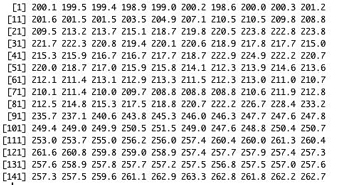 [1] 200.1 199.5 199.4 198.9 199.0 200.2 198.6 200.0 200.3 201.2
[11] 201.6 201.5 201.5 203.5 204.9 207.1 210.5 210.5 209.8 208.8
[21] 209.5 213.2 213.7 215.1 218.7 219.8 220.5 223.8 222.8 223.8
[31] 221.7 222.3 220.8 219.4 220.1 220.6 218.9 217.8 217.7 215.0
[41] 215.3 215.9 216.7 216.7 217.7 218.7 222.9 224.9 222.2 220.7
[51] 220.0 218.7 217.0 215.9 215.8 214.1 212.3 213.9 214.6 213.6
[61] 212.1 211.4 213.1 212.9 213.3 211.5 212.3 213.0 211.0 210.7
[71] 210.1 211.4 210.0 209.7 208.8 208.8 208.8 210.6 211.9 212.8
[81] 212.5 214.8 215.3 217.5 218.8 220.7 222.2 226.7 228.4 233.2
[91] 235.7 237.1 240.6 243.8 245.3 246.0 246.3 247.7 247.6 247.8
[101] 249.4 249.0 249.9 250.5 251.5 249.0 247.6 248.8 250.4 250.7
[111] 253.0 253.7 255.0 256.2 256.0 257.4 260.4 260.0 261.3 260.4
[121] 261.6 260.8 259.8 259.0 258.9 257.4 257.7 257.9 257.4 257.3
[131] 257.6 258.9 257.8 257.7 257.2 257.5 256.8 257.5 257.0 257.6
[141] 257.3 257.5 259.6 261.1 262.9 263.3 262.8 261.8 262.2 262.7